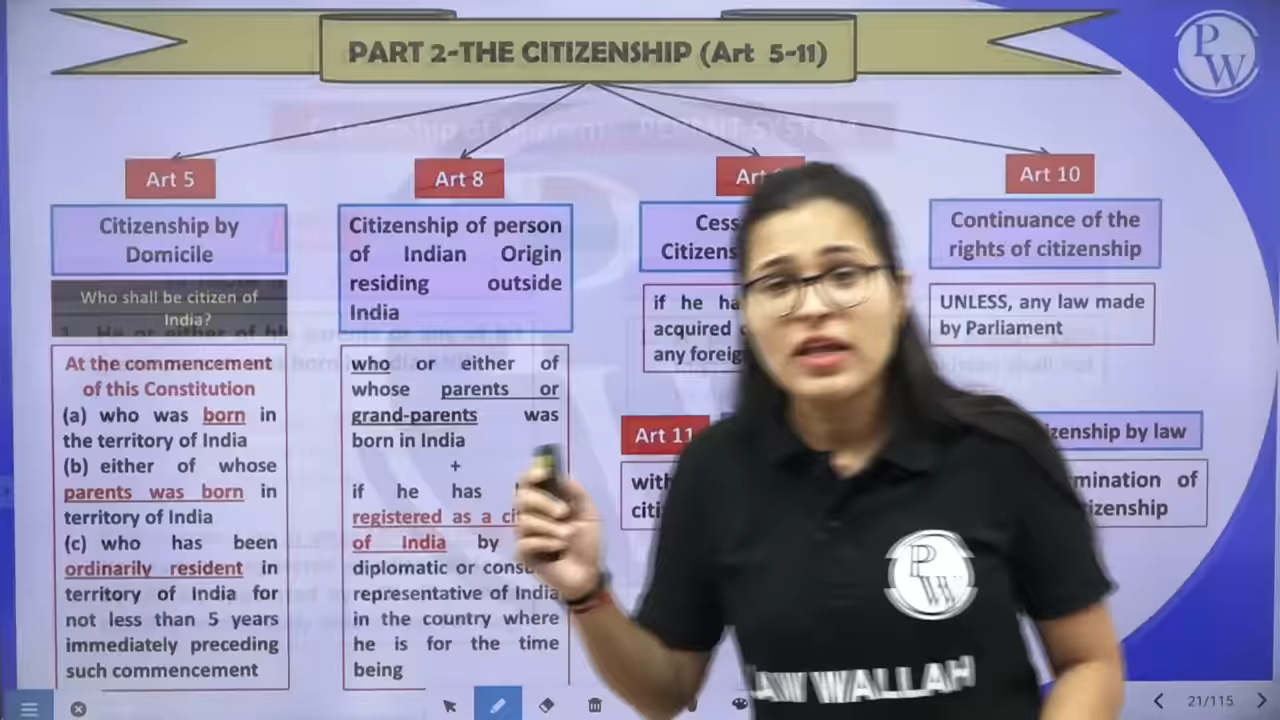 PART 2-THE CITIZENSHIP (Art 5-11)
PW
Art 5
Citizenship by
Domicile
Who shall be citizen of
India?
At the commencement
of this Constitution
(a) who was born in
the territory of India
(b) either of whose
parents was born in
territory of India
(c) who has been
ordinarily resident in
territory of India for
not less than 5 years
immediately preceding
such commencement
Art 8
Citizenship of person
of Indian Origin
residing outside
India
who or either of
whose parents or
grand-parents was
born in India
+
if he has
registered as a
of India by
diplomatic or
representative of India
in the country where
he is for the time
being
Art
if he
acquired
any
Art 10
Continuance of the
rights of citizenship
UNLESS, any law made
by Parliament
Art 11
by law
of
PW
LAW WALLAH
21/115